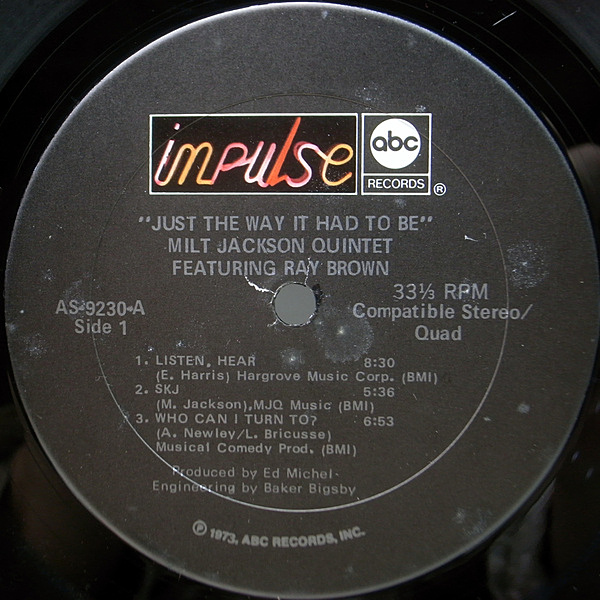 impulse
abc
RECORDS ®
"JUST THE WAY IT HAD TO BE"
MILT JACKSON QUINTET
FEATURING RAY BROWN
AS-9230-A
Side 1
33⅓ RPM
Compatible Stereo/
Quad
1. LISTEN, HEAR 8:30
(E. Harris) Hargrove Music Corp. (BMI)
2. SKJ 5:36
(M. Jackson),MJQ Music (BMI)
3. WHO CAN I TURN TO? 6:53
(A. Newley/L. Bricusse)
Musical Comedy Prod. (BMI)
Produced by Ed Michel
Engineering by Baker Bigsby
℗ 1973, ABC RECORDS, INC.